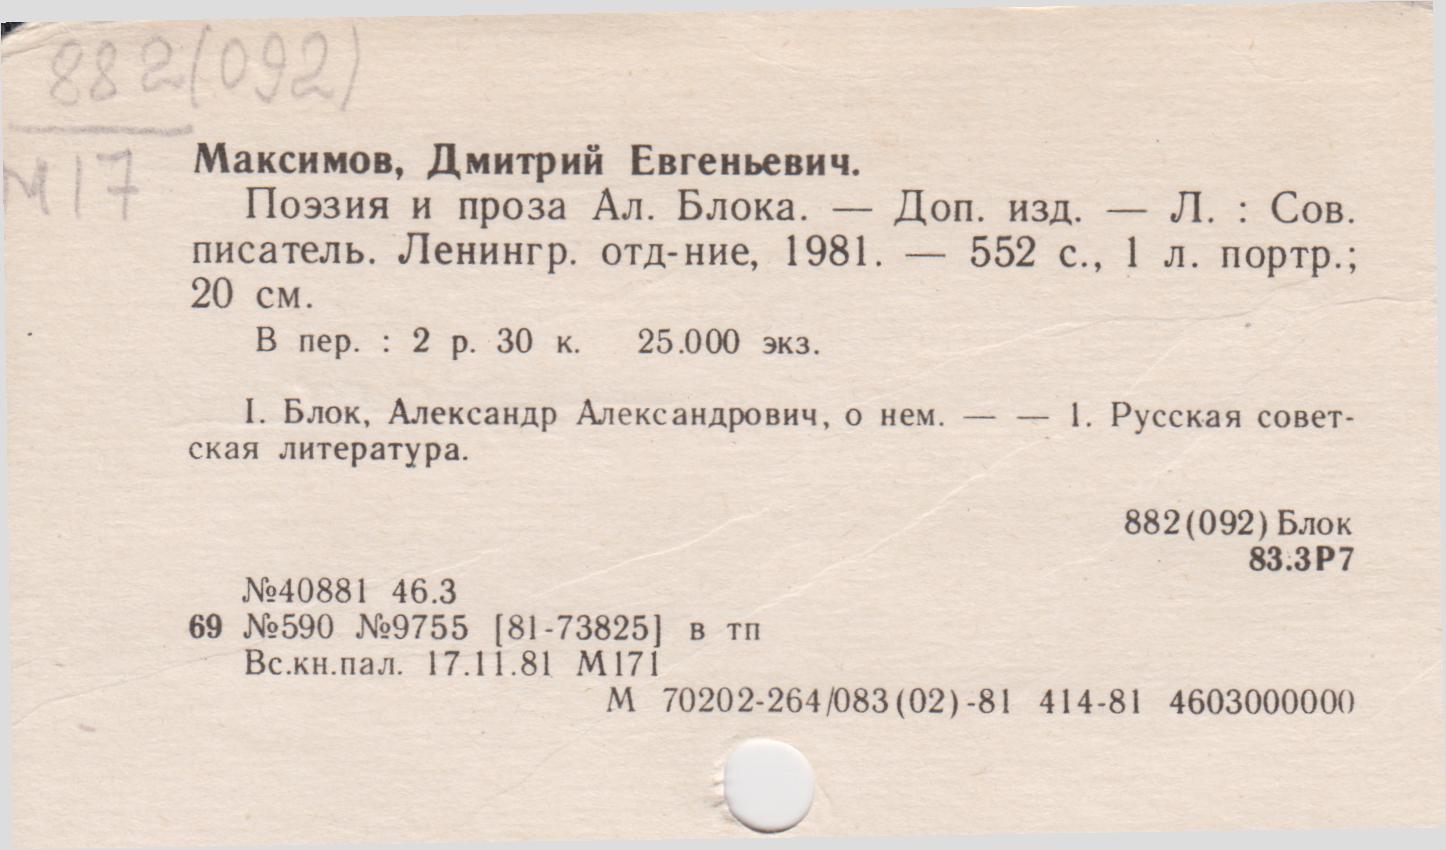 882(092)
М17
Максимов, Дмитрий Евгеньевич.
Поэзия и проза Ал. Блока. — Доп. изд. — Л. : Сов.
писатель. Ленингр. отд-ние, 1981. — 552 с., 1 л. портр.;
20 см.
В пер. : 2 р. 30 к. 25.000 экз.
I. Блок, Александр Александрович, о нем. — — 1. Русская совет-
ская литература.
882(092) Блок
83.3Р7
№40881 46.3
69 №590 №9755 [81-73825] в тп
Вс.кн.пал. 17.11.81 М171
М 70202-264/083(02)-81 414-81 4603000000